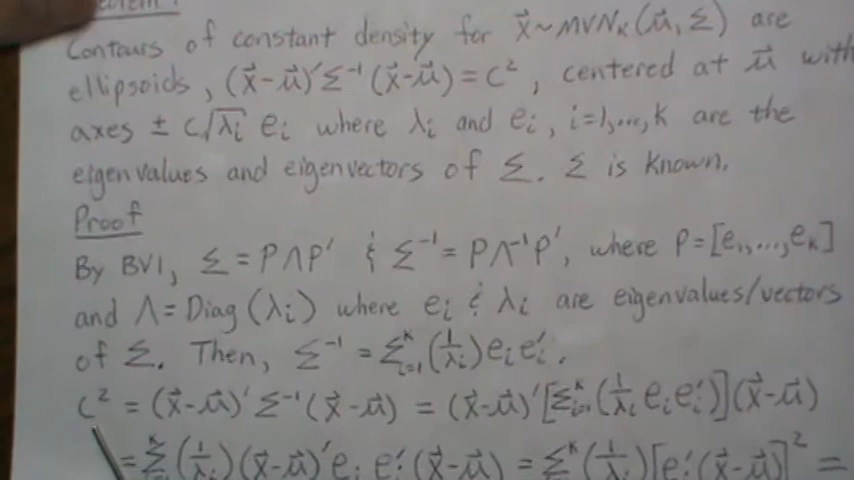 Contours of constant density for x⃗ ~ MVN_K(μ⃗, Σ) are
ellipsoids, (x⃗-μ⃗)'Σ⁻¹(x⃗-μ⃗) = C², centered at μ⃗ with
axes ± c√λi ei where λi and ei, i=1,...,K are the
eigenvalues and eigenvectors of Σ. Σ is known.
Proof
By BVI, Σ = PΛP' & Σ⁻¹ = PΛ⁻¹P', where P = [e₁,...,e_K]
and Λ = Diag(λi) where ei & λi are eigenvalues/vectors
of Σ. Then, Σ⁻¹ = Σᵢ₌₁ᴷ (1/λi) ei ei'.
C² = (x⃗-μ⃗)'Σ⁻¹(x⃗-μ⃗) = (x⃗-μ⃗)'[Σᵢ₌₁ᴷ (1/λi ei ei')](x⃗-μ⃗)
= Σᴷ (1/λi)(x⃗-μ⃗)'ei ei'(x⃗-μ⃗) = Σᴷ (1/λi)[ei'(x⃗-μ⃗)]² =